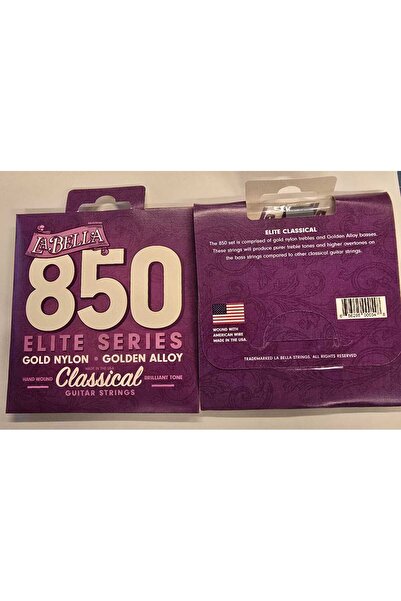 LA BELLA
850
ELITE SERIES
GOLD NYLON • GOLDEN ALLOY
MADE IN THE USA
HAND WOUND Classical BRILLIANT TONE
GUITAR STRINGS
ELITE CLASSICAL
The 850 set is comprised of gold nylon trebles and Golden Alloy basses.
These strings will produce purer treble tones and higher overtones on
the bass strings compared to other classical guitar strings.
WOUND WITH
AMERICAN WIRE
MADE IN THE U.S.A.
TRADEMARKED LA BELLA STRINGS. ALL RIGHTS RESERVED